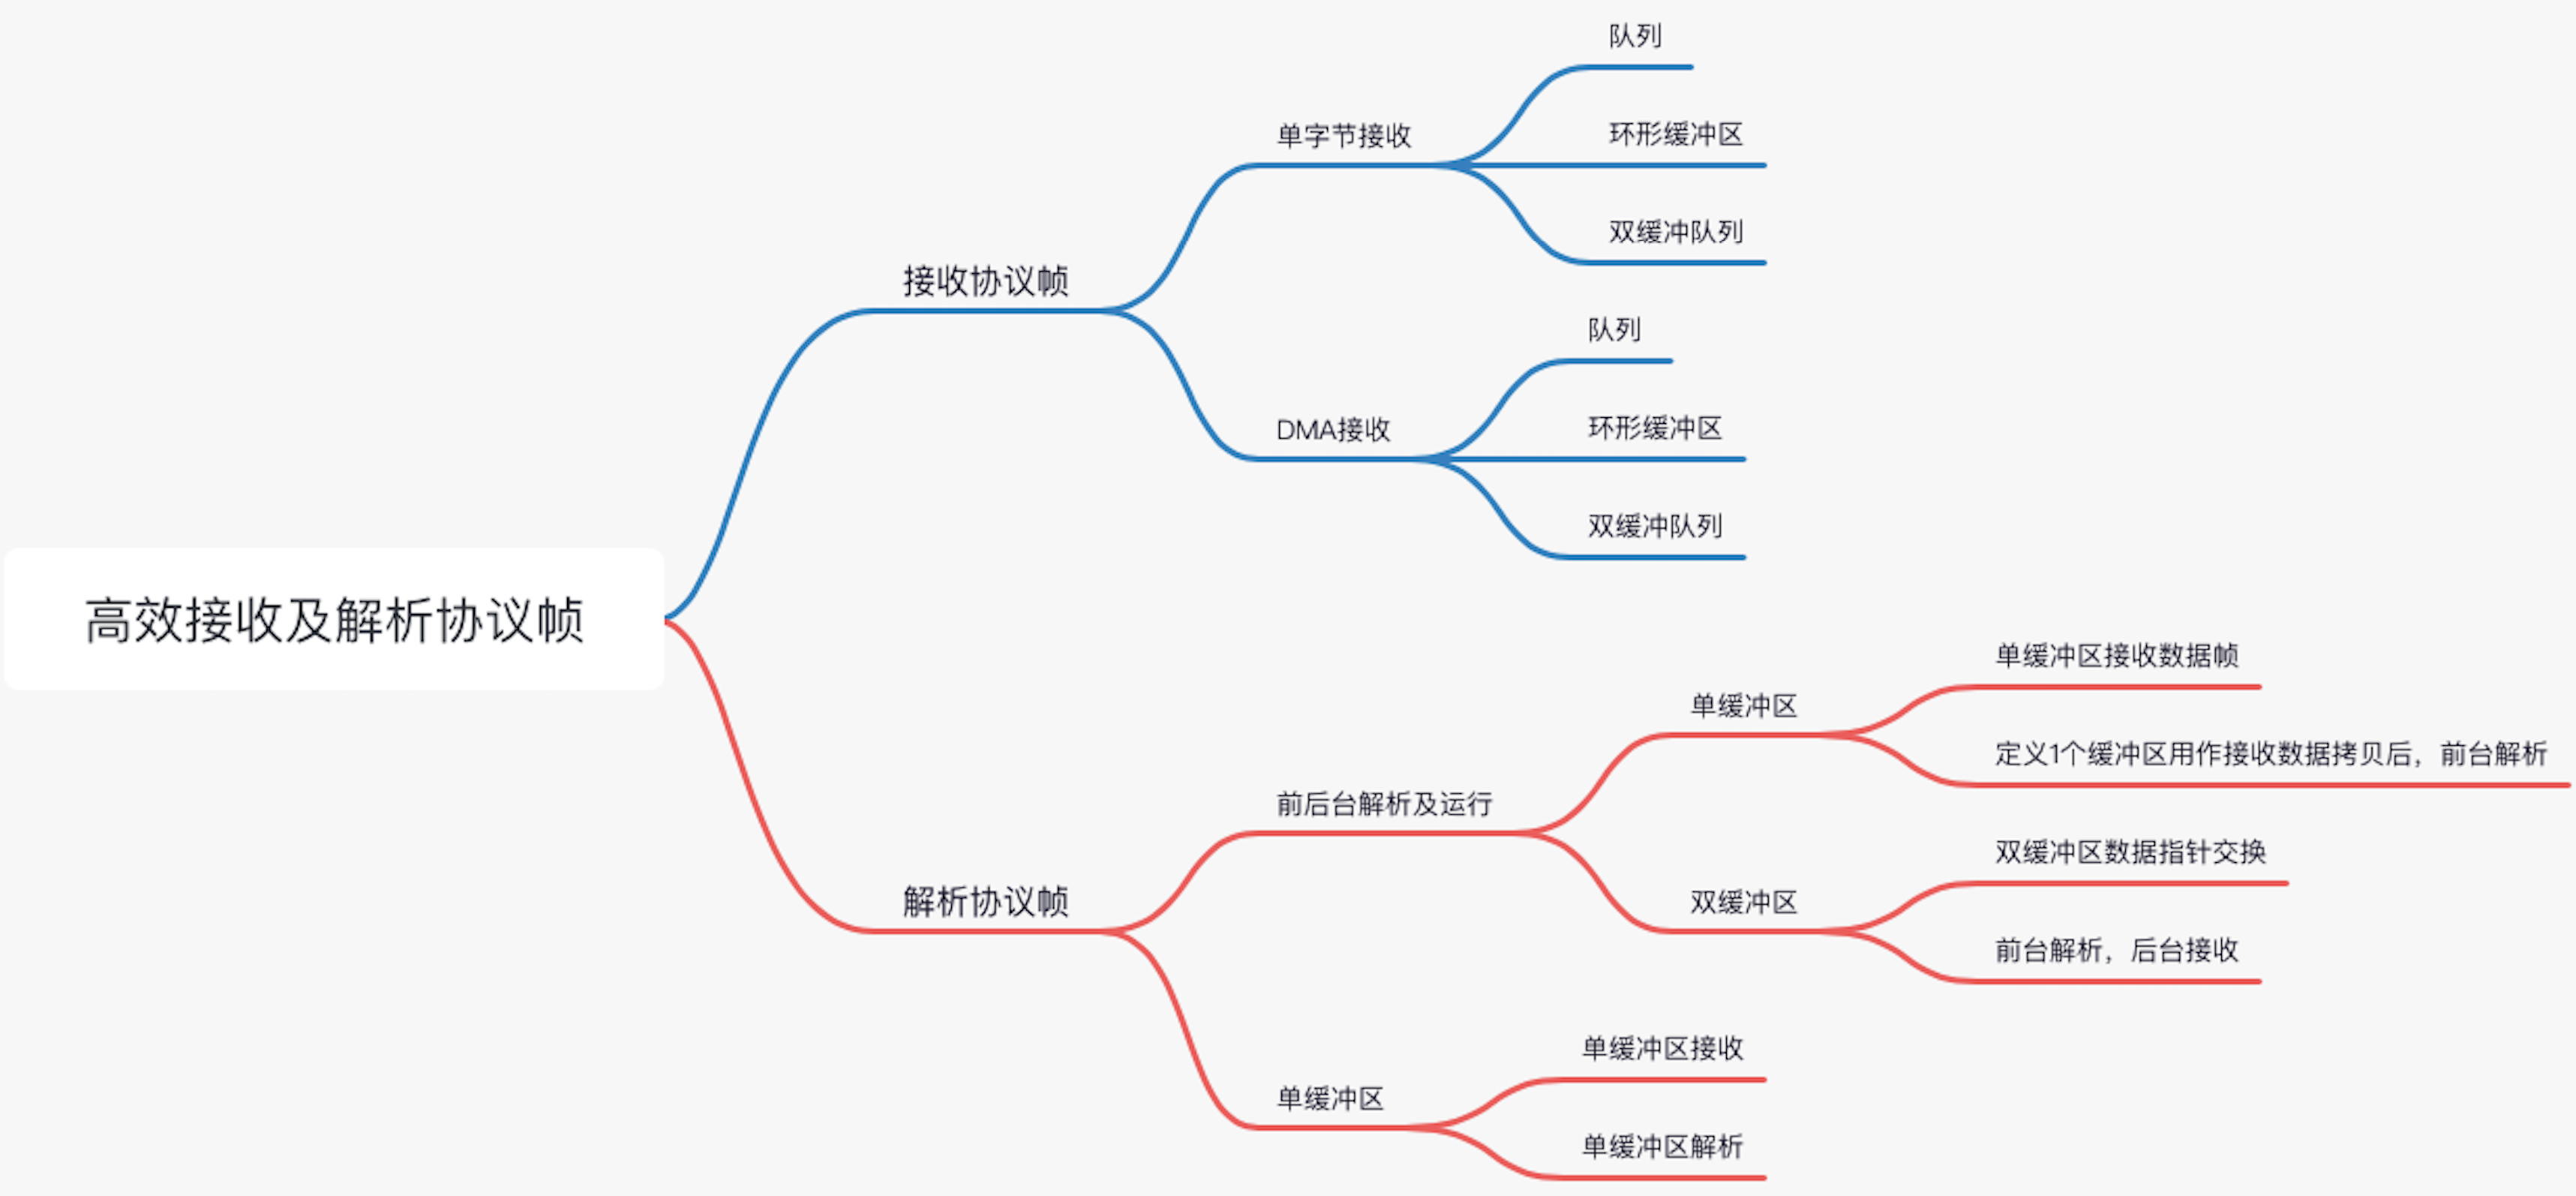 高效接收及解析协议帧
接收协议帧
单字节接收
队列
环形缓冲区
双缓冲队列
DMA接收
队列
环形缓冲区
双缓冲队列
解析协议帧
前后台解析及运行
单缓冲区
单缓冲区接收数据帧
定义1个缓冲区用作接收数据拷贝后，前台解析
双缓冲区
双缓冲区数据指针交换
前台解析，后台接收
单缓冲区
单缓冲区接收
单缓冲区解析